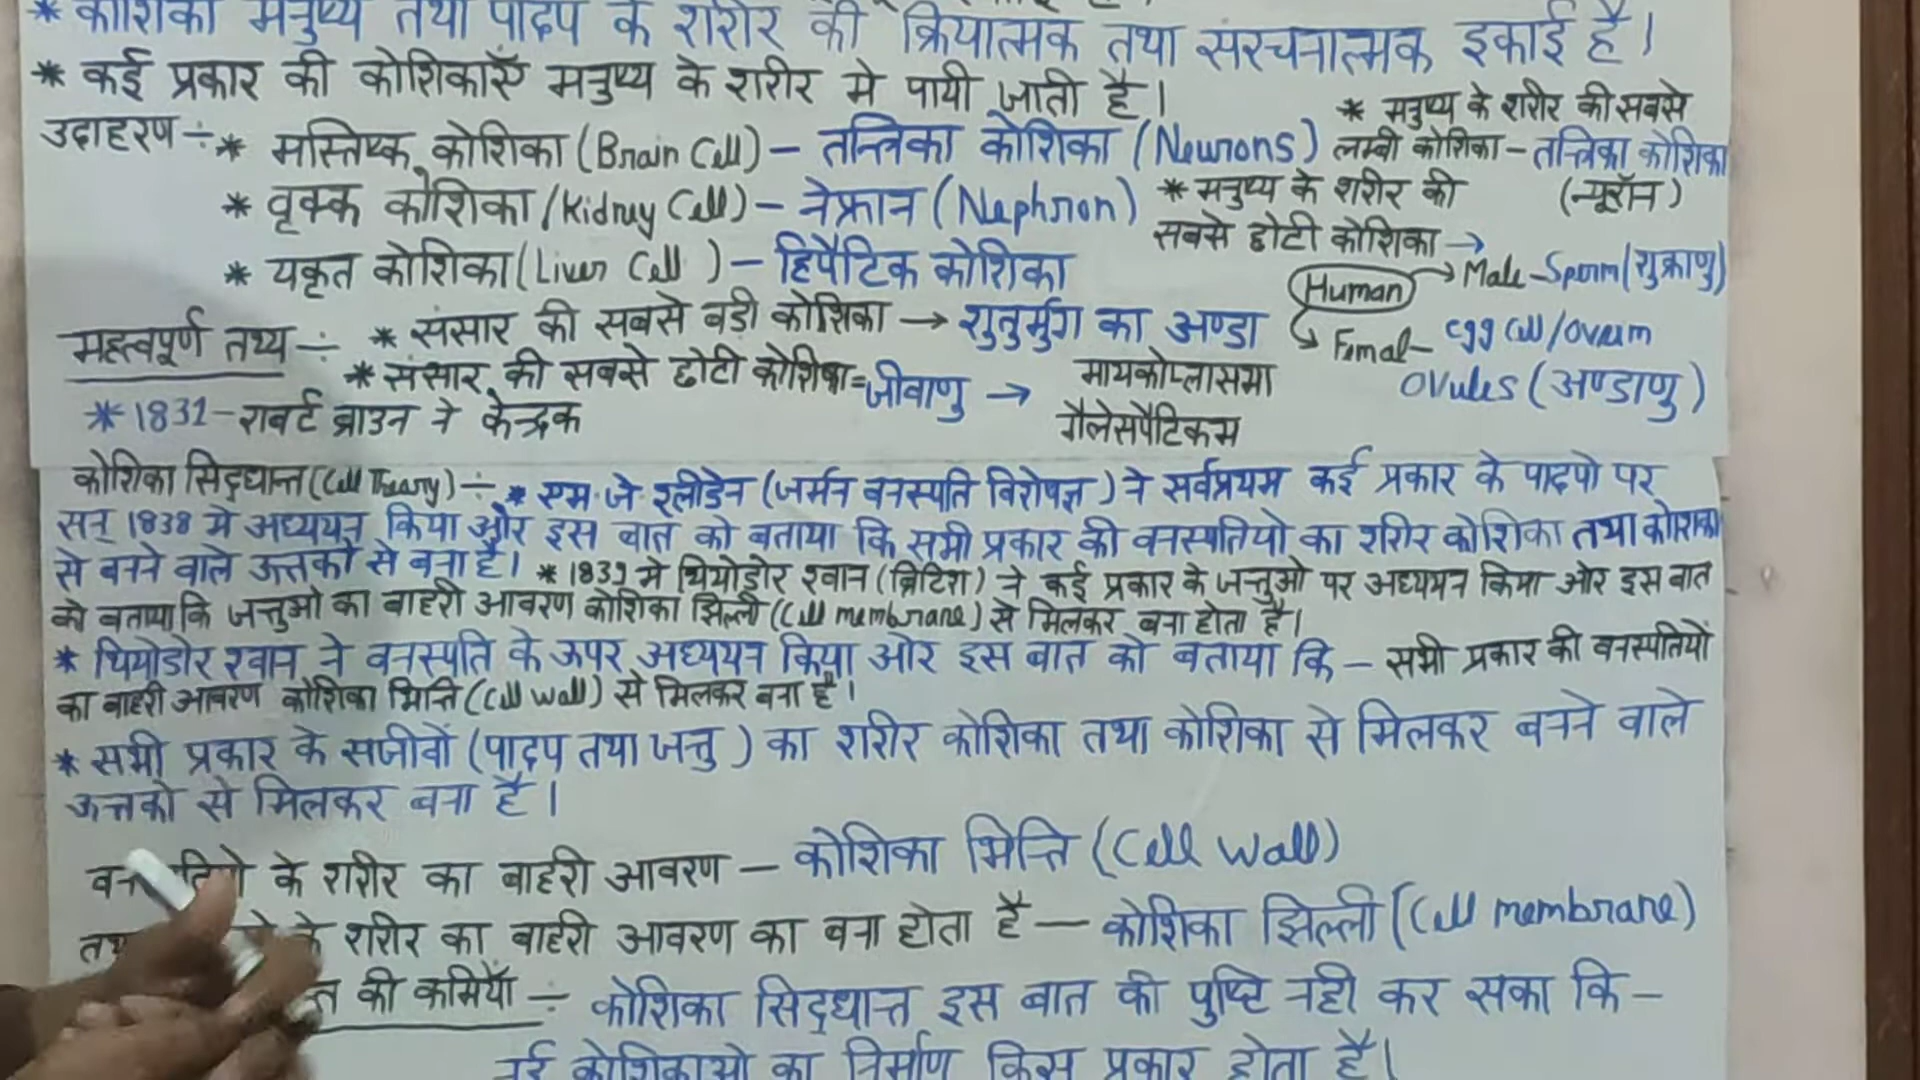 * कोशिका मनुष्य तथा पादप के शरीर की क्रियात्मक तथा संरचनात्मक इकाई है।
* कई प्रकार की कोशिकाएँ मनुष्य के शरीर मे पायी जाती है।
उदाहरण ÷ * मस्तिष्क कोशिका (Brain Cell) – तन्त्रिका कोशिका (Neurons)
* वृक्क कोशिका (Kidney Cell) – नेफ्रान (Nephron)
* यकृत कोशिका (Liver Cell) – हिपैटिक कोशिका
* मनुष्य के शरीर की सबसे
लम्बी कोशिका – तन्त्रिका कोशिका
(न्यूरॉन)
* मनुष्य के शरीर की
सबसे छोटी कोशिका →
Human → Male – Sperm (शुक्राणु)
Femal – egg cell/ovum
ovules (अण्डाणु)
महत्वपूर्ण तथ्य ÷ * संसार की सबसे बडी कोशिका → शुतुर्मुग का अण्डा
* संसार की सबसे छोटी कोशिका = जीवाणु → मायकोप्लासमा
गैलेसपैटिकम
* 1831 – राबर्ट ब्राउन ने केन्द्रक
कोशिका सिद्धान्त (Cell Theary) ÷ * एम. जे श्लीडेन (जर्मन वनस्पति विशेषज्ञ) ने सर्वप्रथम कई प्रकार के पादपो पर
सन् 1838 मे अध्ययन किया और इस बात को बताया कि सभी प्रकार की वनस्पतियो का शरीर कोशिका तथा कोशिका
से बनने वाले ऊत्तको से बना है। * 1839 मे थियोडोर श्वान (ब्रिटिश) ने कई प्रकार के जन्तुओ पर अध्ययन किया और इस बात
को बताया कि जन्तुओ का बाहरी आवरण कोशिका झिल्ली (Cell membrane) से मिलकर बना होता है।
* थियोडोर श्वान ने वनस्पति के ऊपर अध्ययन किया और इस बात को बताया कि – सभी प्रकार की वनस्पतियों
का बाहरी आवरण कोशिका भित्ति (Cell wall) से मिलकर बना है।
* सभी प्रकार के सजीवों (पादप तथा जन्तु) का शरीर कोशिका तथा कोशिका से मिलकर बनने वाले
ऊत्तको से मिलकर बना है।
के शरीर का बाहरी आवरण – कोशिका भित्ति (Cell Wall)
के शरीर का बाहरी आवरण का बना होता है – कोशिका झिल्ली (Cell membrane)
की कमियाँ ÷ कोशिका सिद्धान्त इस बात की पुष्टि नही कर सका कि –
नई कोशिकाओ का निर्माण किस प्रकार होता है।